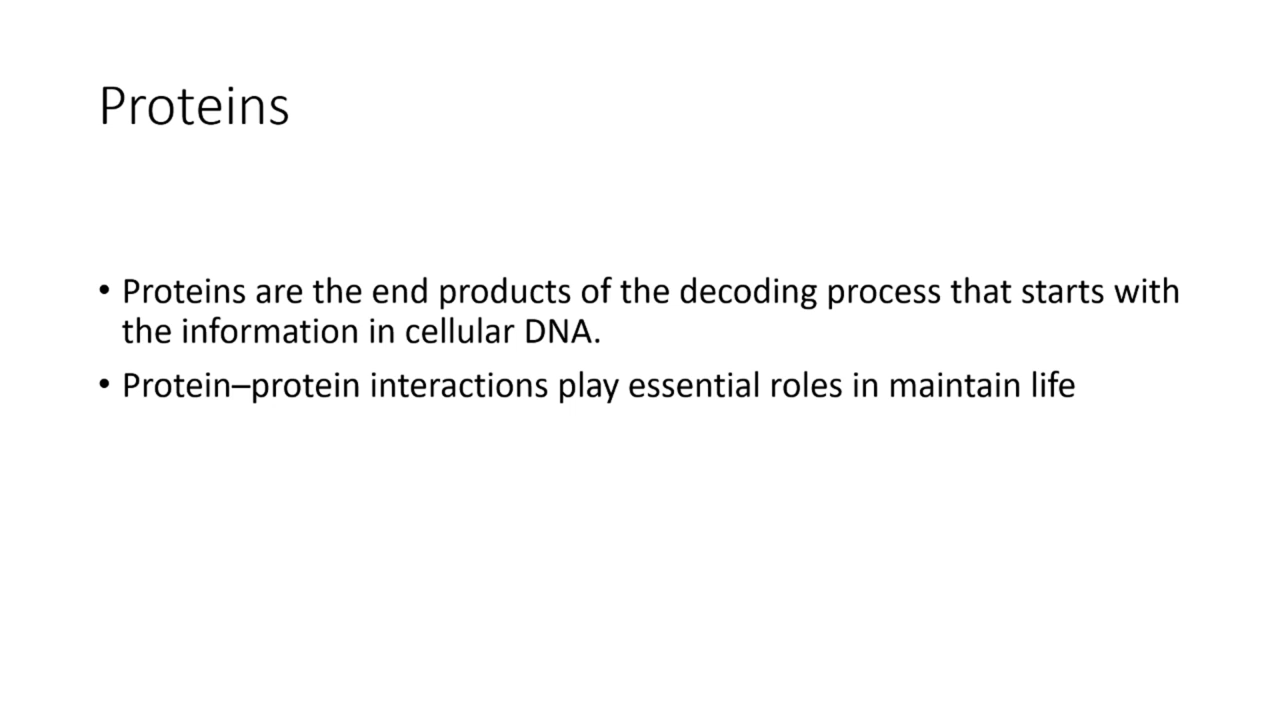 Proteins
• Proteins are the end products of the decoding process that starts with
the information in cellular DNA.
• Protein–protein interactions play essential roles in maintain life